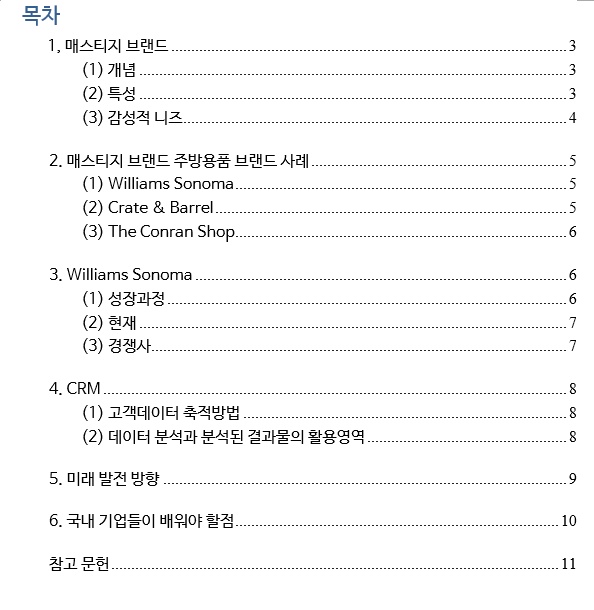 목차
1. 매스티지 브랜드 ........ 3
(1) 개념 ........ 3
(2) 특성 ........ 3
(3) 감성적 니즈 ........ 4
2. 매스티지 브랜드 주방용품 브랜드 사례 ........ 5
(1) Williams Sonoma ........ 5
(2) Crate & Barrel ........ 5
(3) The Conran Shop ........ 6
3. Williams Sonoma ........ 6
(1) 성장과정 ........ 6
(2) 현재 ........ 7
(3) 경쟁사 ........ 7
4. CRM ........ 8
(1) 고객데이터 축적방법 ........ 8
(2) 데이터 분석과 분석된 결과물의 활용영역 ........ 8
5. 미래 발전 방향 ........ 9
6. 국내 기업들이 배워야 할점 ........ 10
참고 문헌 ........ 11